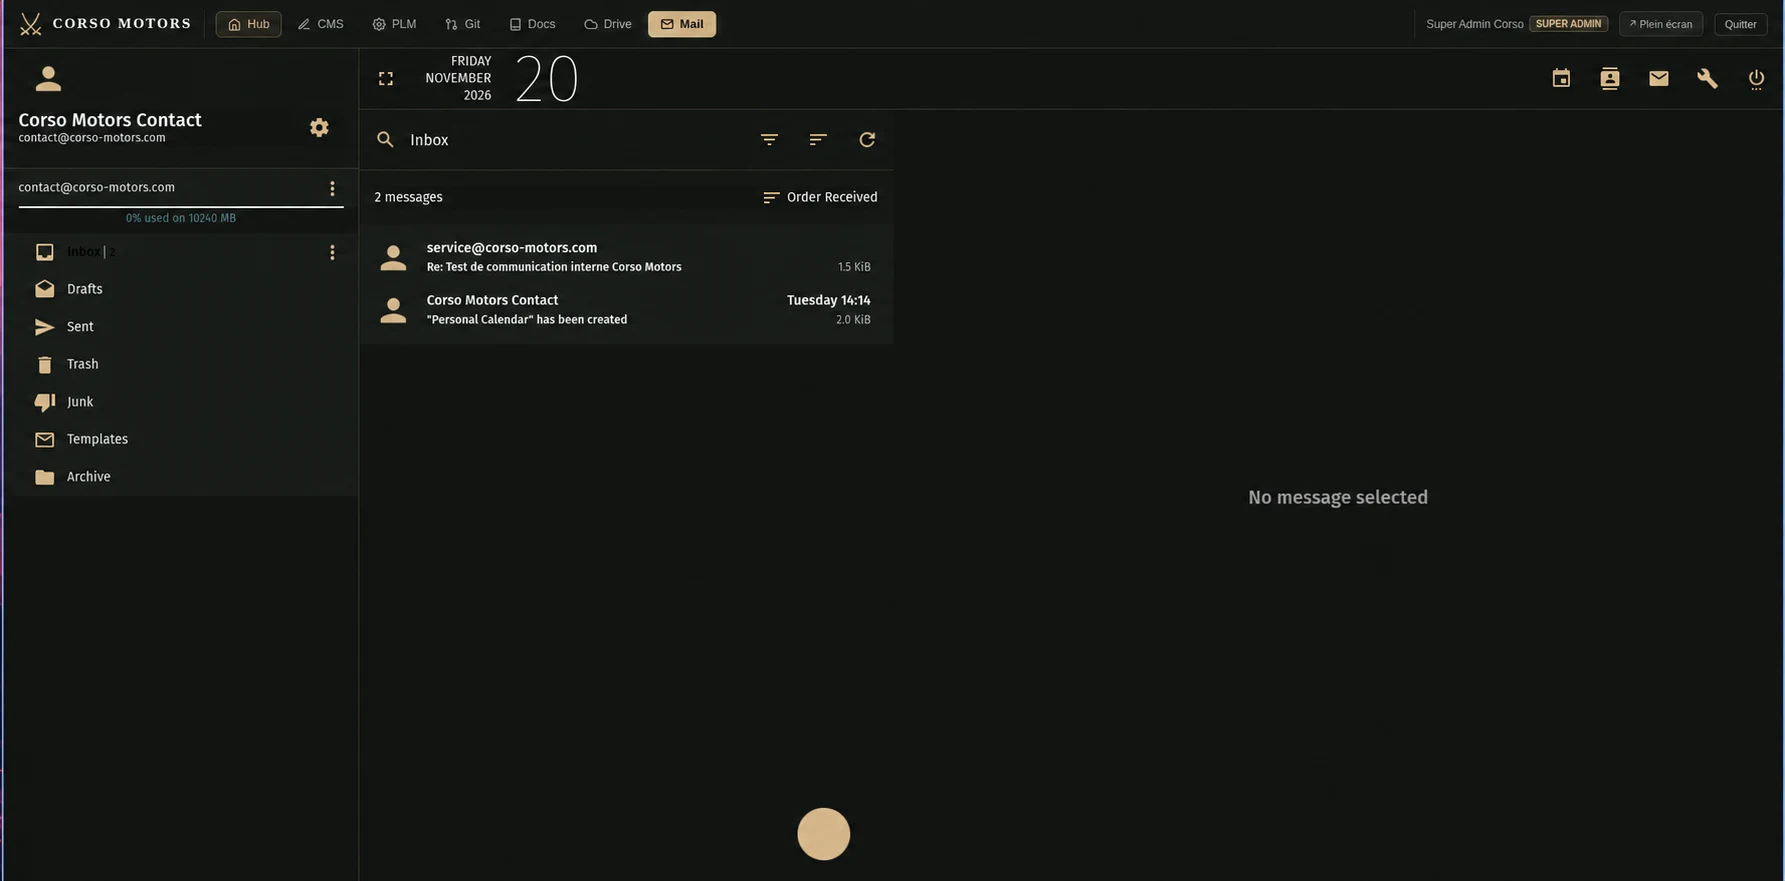 CORSO MOTORS
Hub
CMS
PLM
Git
Docs
Drive
Mail
Super Admin Corso
SUPER ADMIN
↗ Plein écran
Quitter
Corso Motors Contact
contact@corso-motors.com
contact@corso-motors.com
0% used on 10240 MB
Inbox | 2
Drafts
Sent
Trash
Junk
Templates
Archive
FRIDAY
NOVEMBER
2026
20
Inbox
2 messages
Order Received
service@corso-motors.com
Re: Test de communication interne Corso Motors
1.5 KiB
Corso Motors Contact
Tuesday 14:14
"Personal Calendar" has been created
2.0 KiB
No message selected